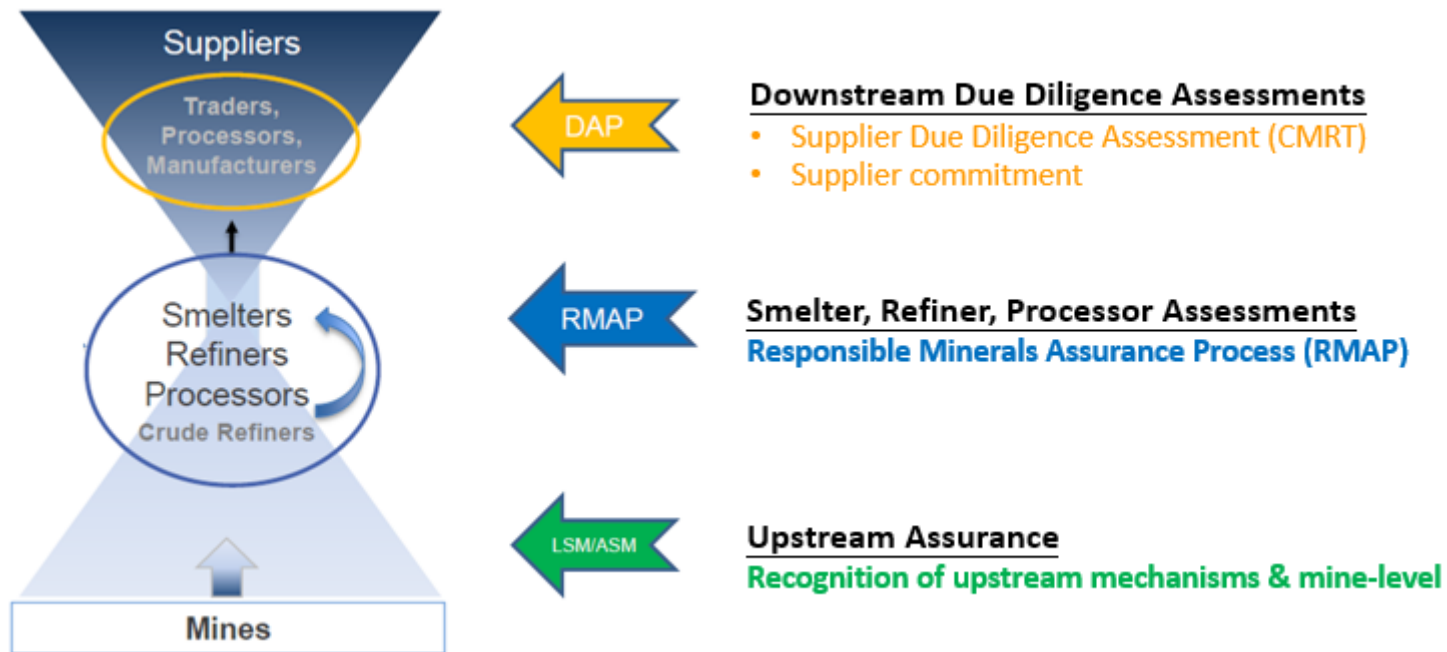 Suppliers
Traders,
Processors,
Manufacturers
Smelters
Refiners
Processors
Crude Refiners
Mines
DAP
Downstream Due Diligence Assessments
• Supplier Due Diligence Assessment (CMRT)
• Supplier commitment
RMAP
Smelter, Refiner, Processor Assessments
Responsible Minerals Assurance Process (RMAP)
LSM/ASM
Upstream Assurance
Recognition of upstream mechanisms & mine-level